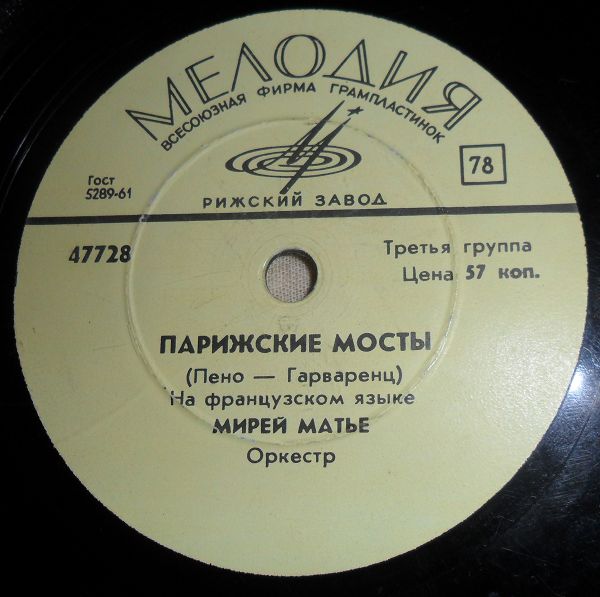 МЕЛОДИЯ
ВСЕСОЮЗНАЯ ФИРМА ГРАМПЛАСТИНОК
Гост
5289-61
78
РИЖСКИЙ ЗАВОД
47728
Третья группа
Цена 57 коп.
ПАРИЖСКИЕ МОСТЫ
(Пено — Гарваренц)
На французском языке
МИРЕЙ МАТЬЕ
Оркестр